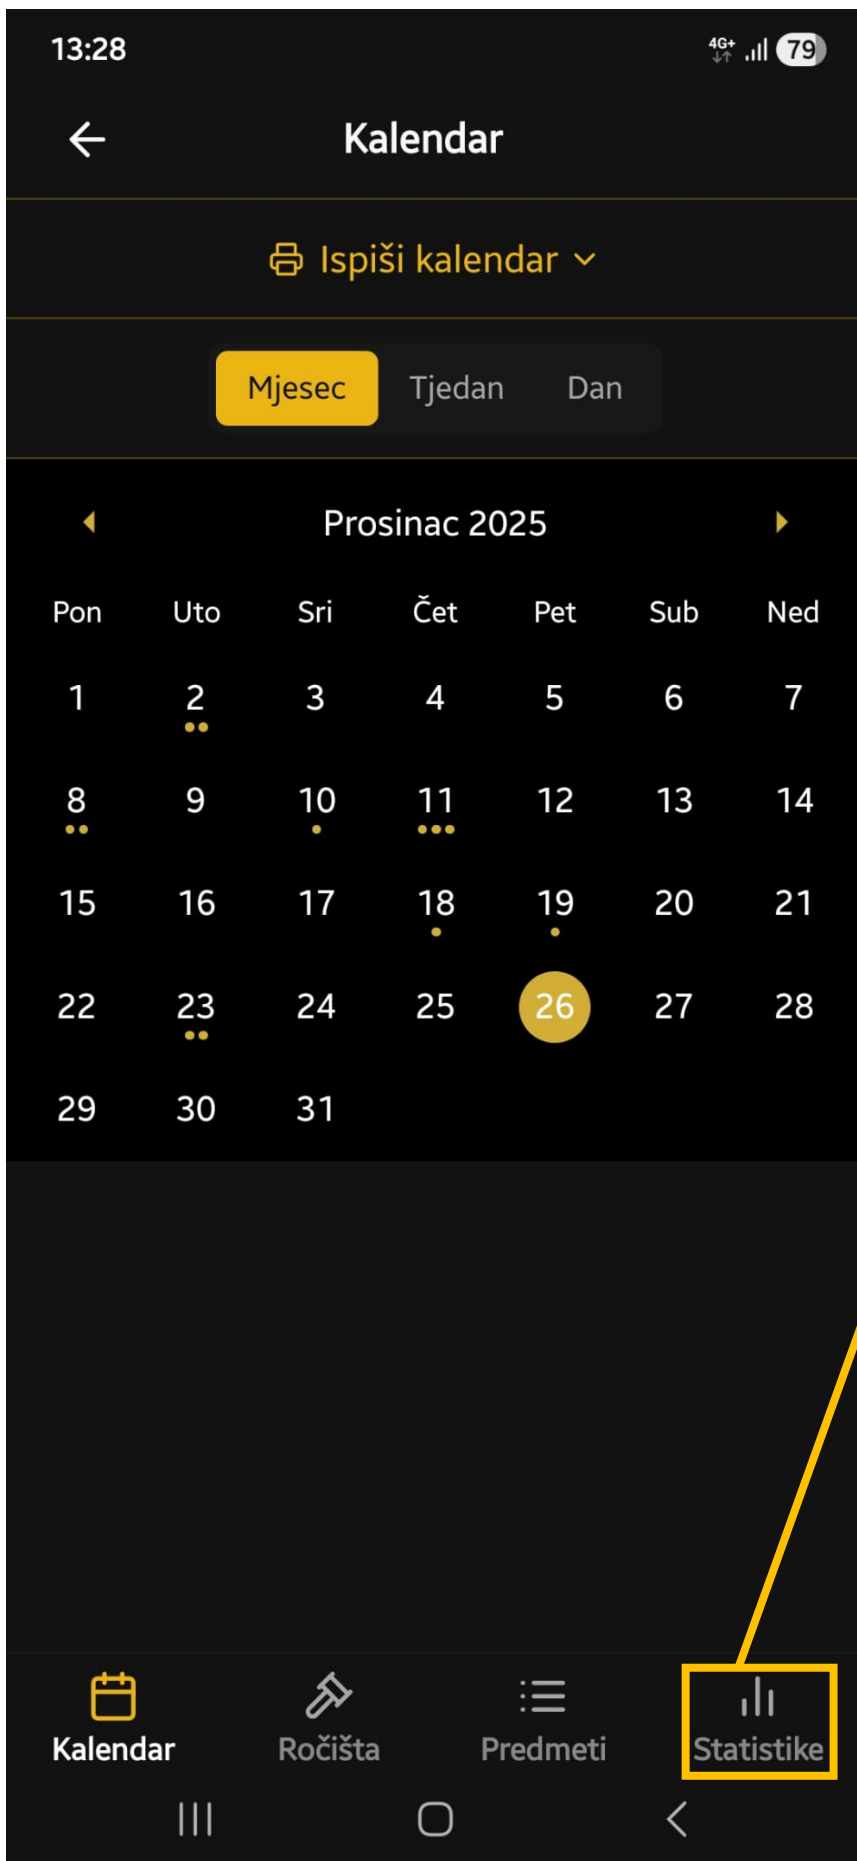 13:28 4G+ 79
Kalendar
Ispiši kalendar
Mjesec Tjedan Dan
Prosinac 2025
Pon Uto Sri Čet Pet Sub Ned
1 2 3 4 5 6 7
8 9 10 11 12 13 14
15 16 17 18 19 20 21
22 23 24 25 26 27 28
29 30 31
Kalendar Ročišta Predmeti Statistike